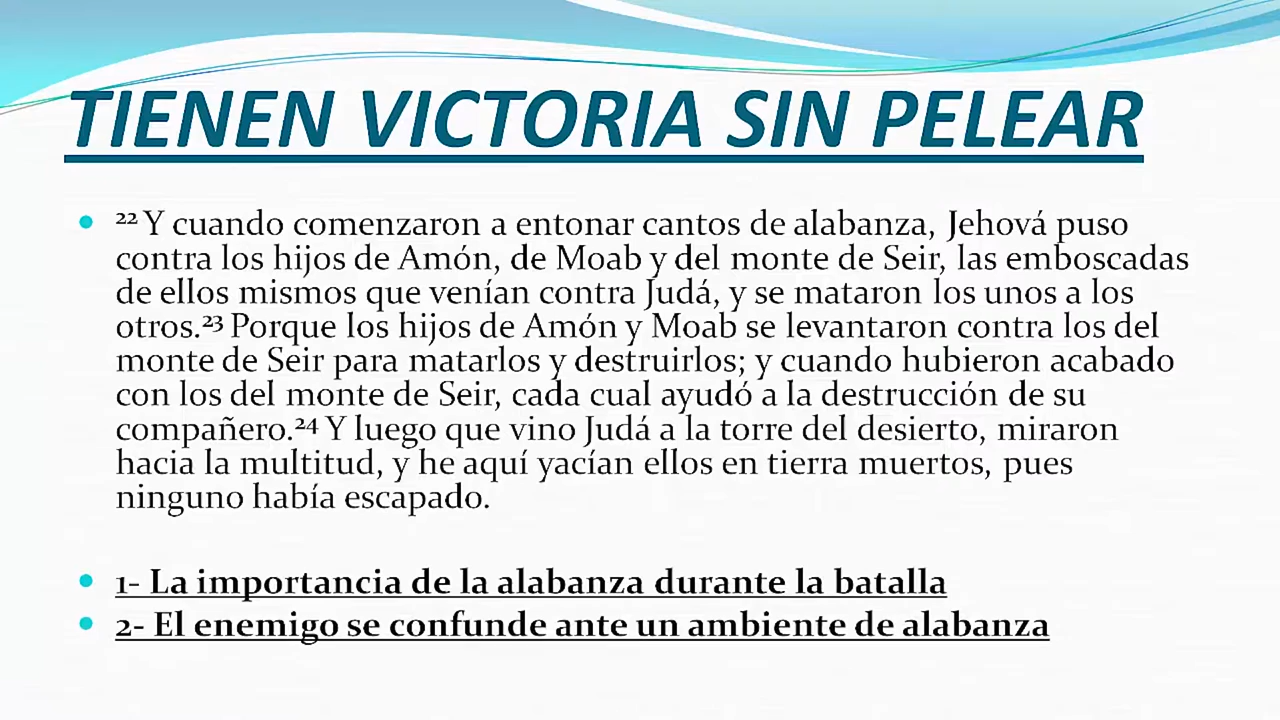 TIENEN VICTORIA SIN PELEAR
• ²² Y cuando comenzaron a entonar cantos de alabanza, Jehová puso
contra los hijos de Amón, de Moab y del monte de Seir, las emboscadas
de ellos mismos que venían contra Judá, y se mataron los unos a los
otros.²³ Porque los hijos de Amón y Moab se levantaron contra los del
monte de Seir para matarlos y destruirlos; y cuando hubieron acabado
con los del monte de Seir, cada cual ayudó a la destrucción de su
compañero.²⁴ Y luego que vino Judá a la torre del desierto, miraron
hacia la multitud, y he aquí yacían ellos en tierra muertos, pues
ninguno había escapado.
• 1- La importancia de la alabanza durante la batalla
• 2- El enemigo se confunde ante un ambiente de alabanza